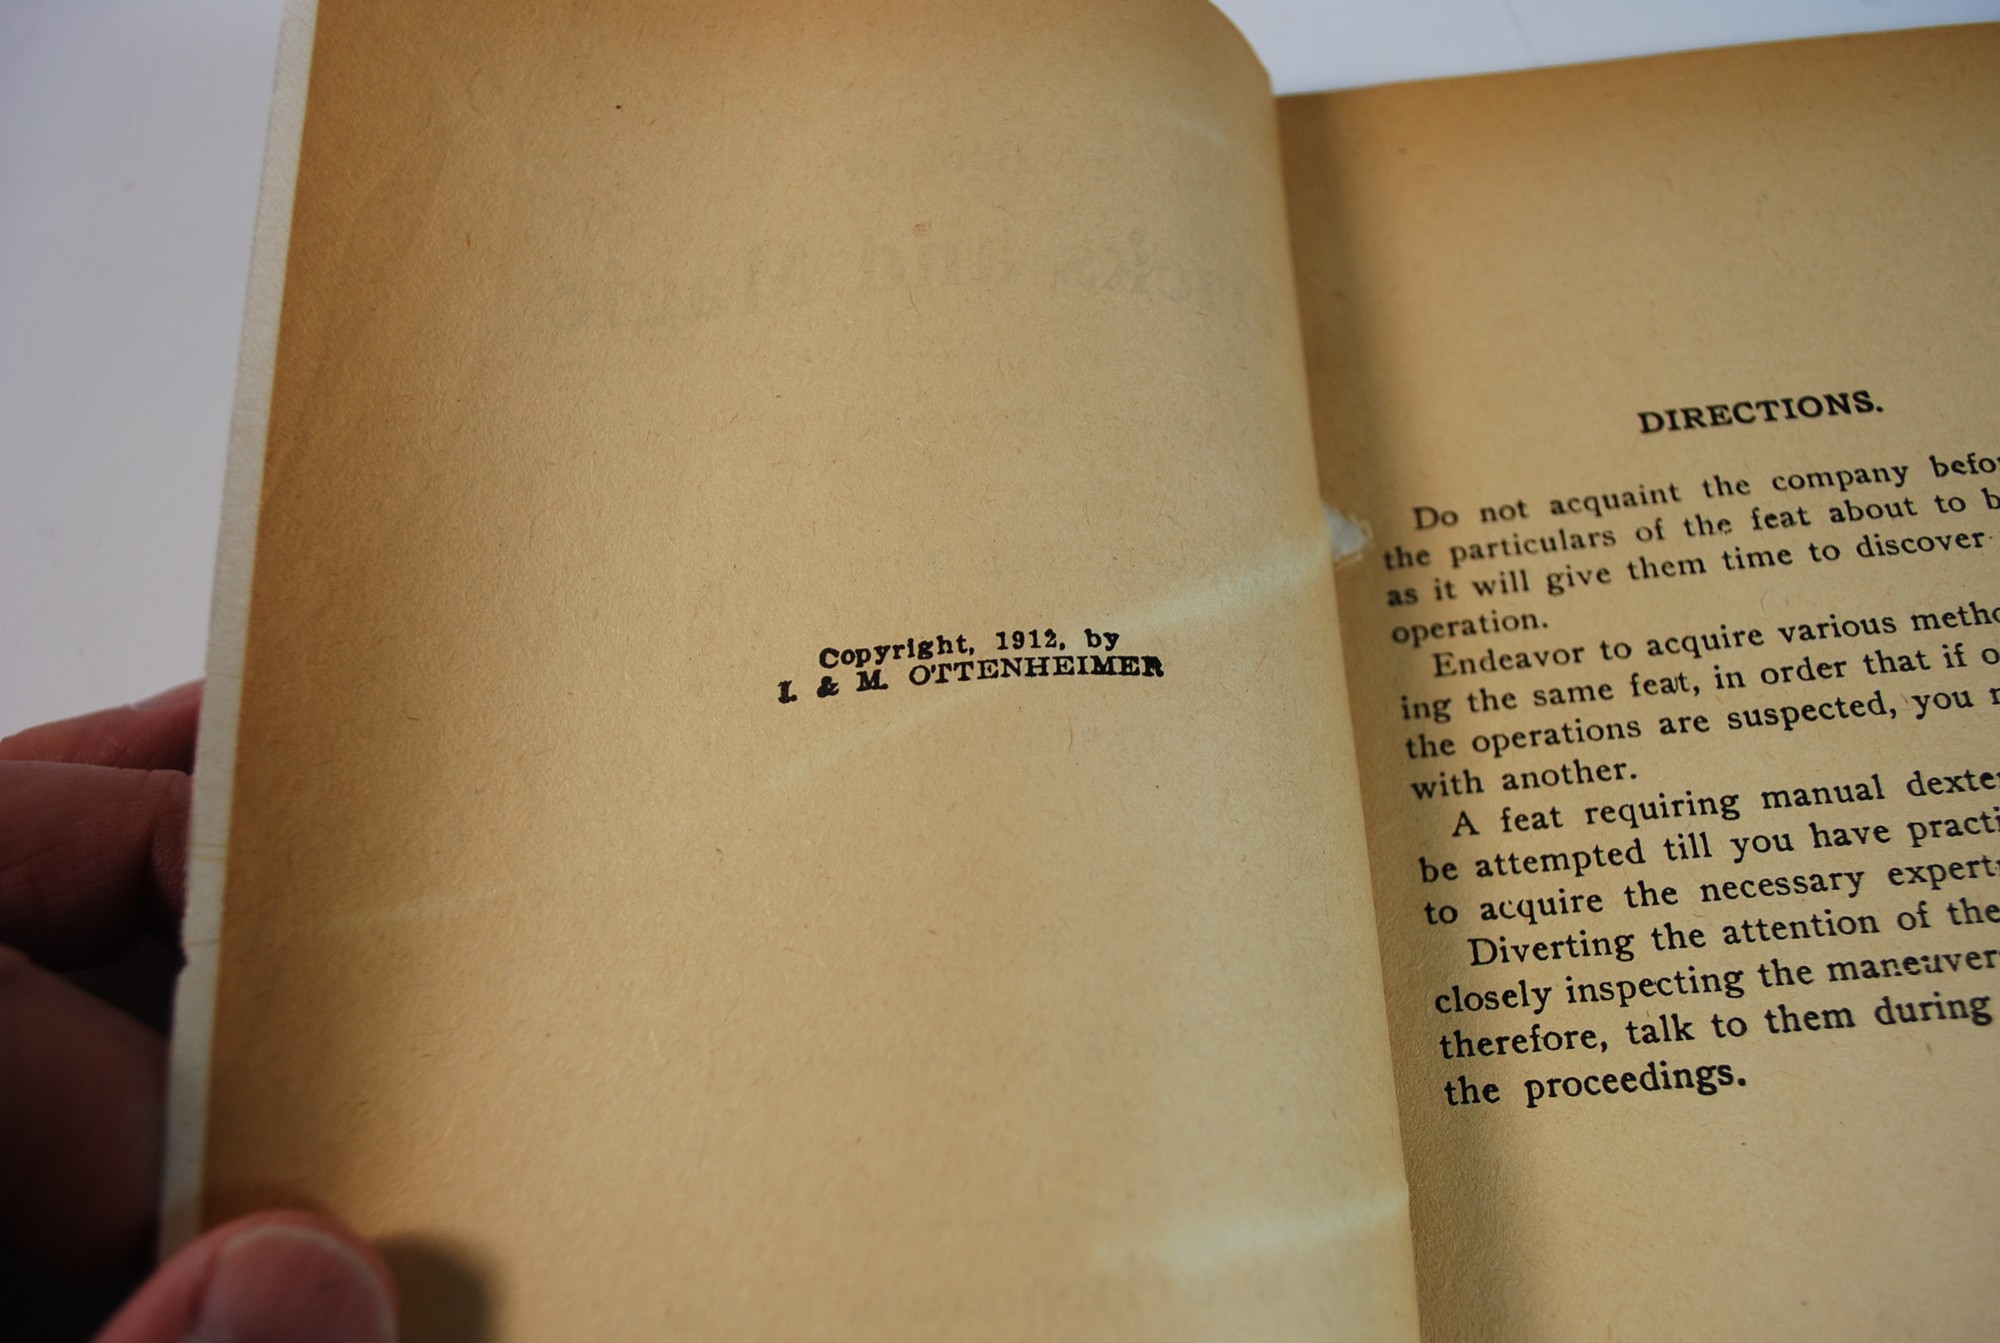 Copyright, 1912, by
I. & M. OTTENHEIMER
DIRECTIONS.
Do not acquaint the company
the particulars of the feat about to
as it will give them time to discover
operation.
Endeavor to acquire various
ing the same feat, in order that if
the operations are suspected, you
with another.
A feat requiring manual
be attempted till you have
to acquire the necessary
Diverting the attention of the
closely inspecting the
therefore, talk to them during
the proceedings.